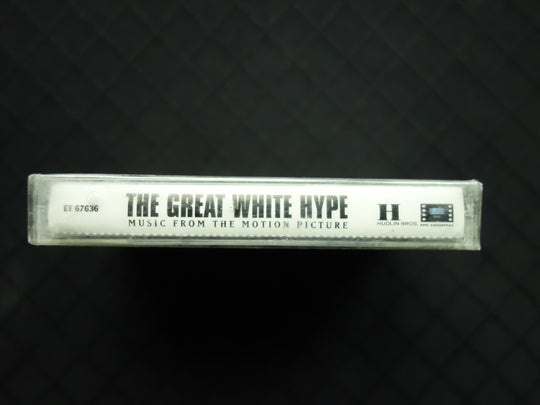 ET 67636
THE GREAT WHITE HYPE
MUSIC FROM THE MOTION PICTURE
H
HUDLIN BROS